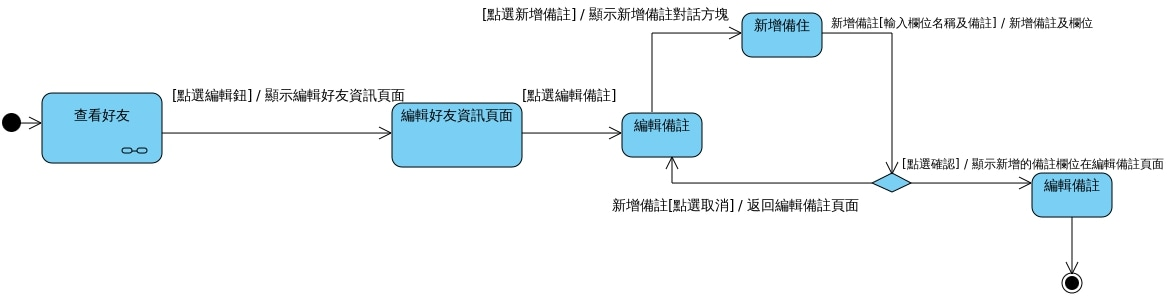 [點選新增備註] / 顯示新增備註對話方塊
新增備住
新增備註[輸入欄位名稱及備註] / 新增備註及欄位
[點選編輯鈕] / 顯示編輯好友資訊頁面
[點選編輯備註]
查看好友
編輯好友資訊頁面
編輯備註
[點選確認] / 顯示新增的備註欄位在編輯備註頁面
編輯備註
新增備註[點選取消] / 返回編輯備註頁面